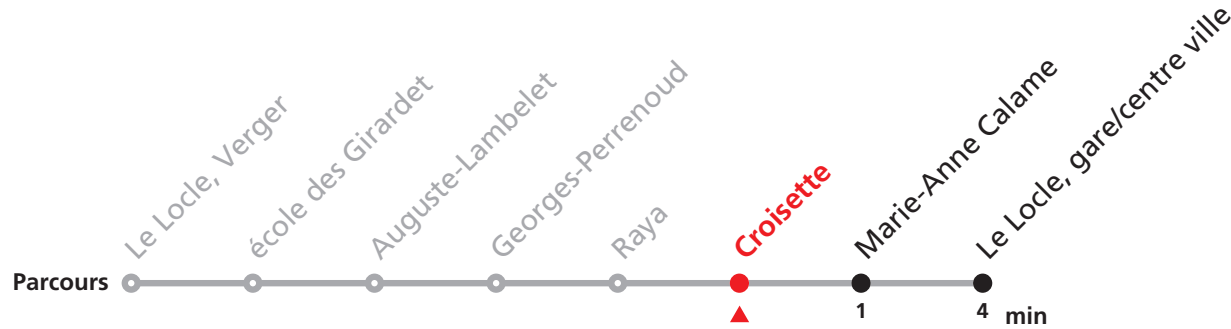 Le Locle, Verger
école des Girardet
Auguste-Lambelet
Georges-Perrenoud
Raya
Croisette
Marie-Anne Calame
Le Locle, gare/centre ville
Parcours
1
4
min